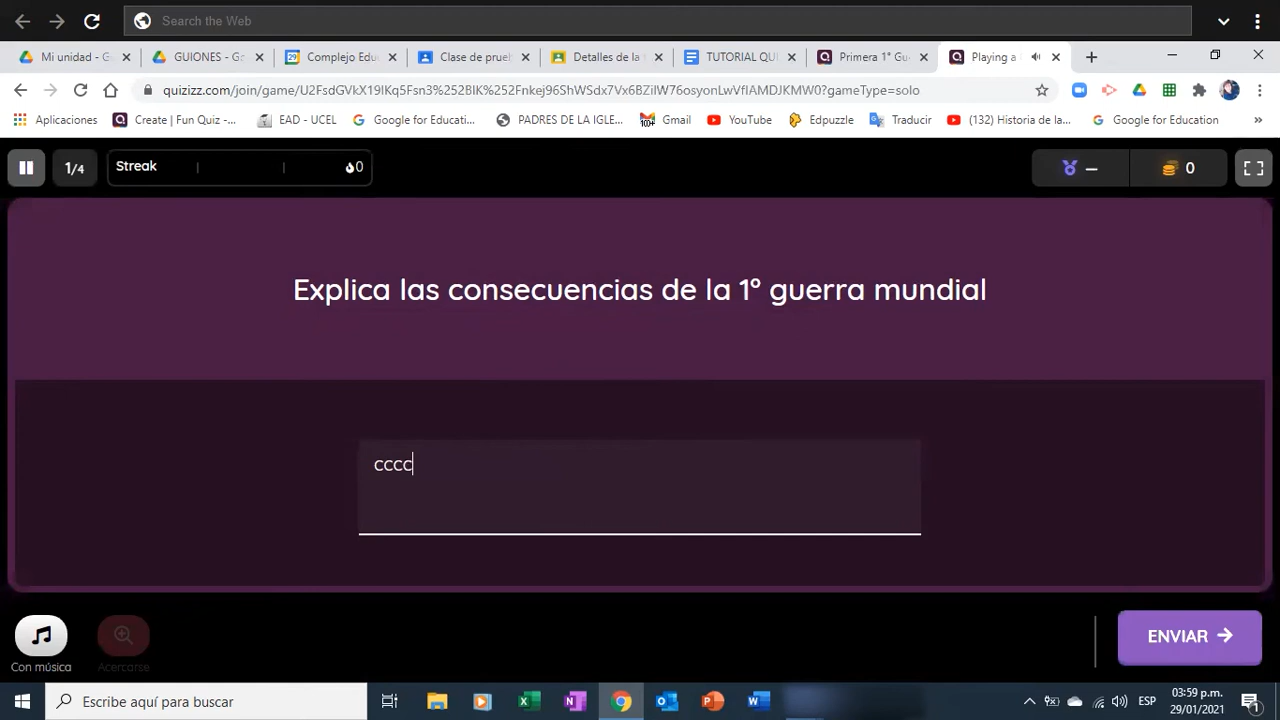 Search the Web
Mi unidad - G
GUIONES - G
Complejo Edu
Clase de prue
Detalles de la
TUTORIAL QU
Primera 1° Gu
Playing a
quizizz.com/join/game/U2FsdGVkX19IKq5Fsn3%252BIK%252Fnkej96ShWSdx7Vx6BZiIW76osyonLwVfIAMDJKMW0?gameType=solo
Aplicaciones
Create | Fun Quiz -...
EAD - UCEL
Google for Educati...
PADRES DE LA IGLE...
100+
Gmail
YouTube
Edpuzzle
Traducir
(132) Historia de la...
Google for Education
1/4
Streak
0
–
0
Explica las consecuencias de la 1° guerra mundial
cccc
Con música
Acercarse
ENVIAR
Escribe aquí para buscar
ESP
03:59 p.m.
29/01/2021
1